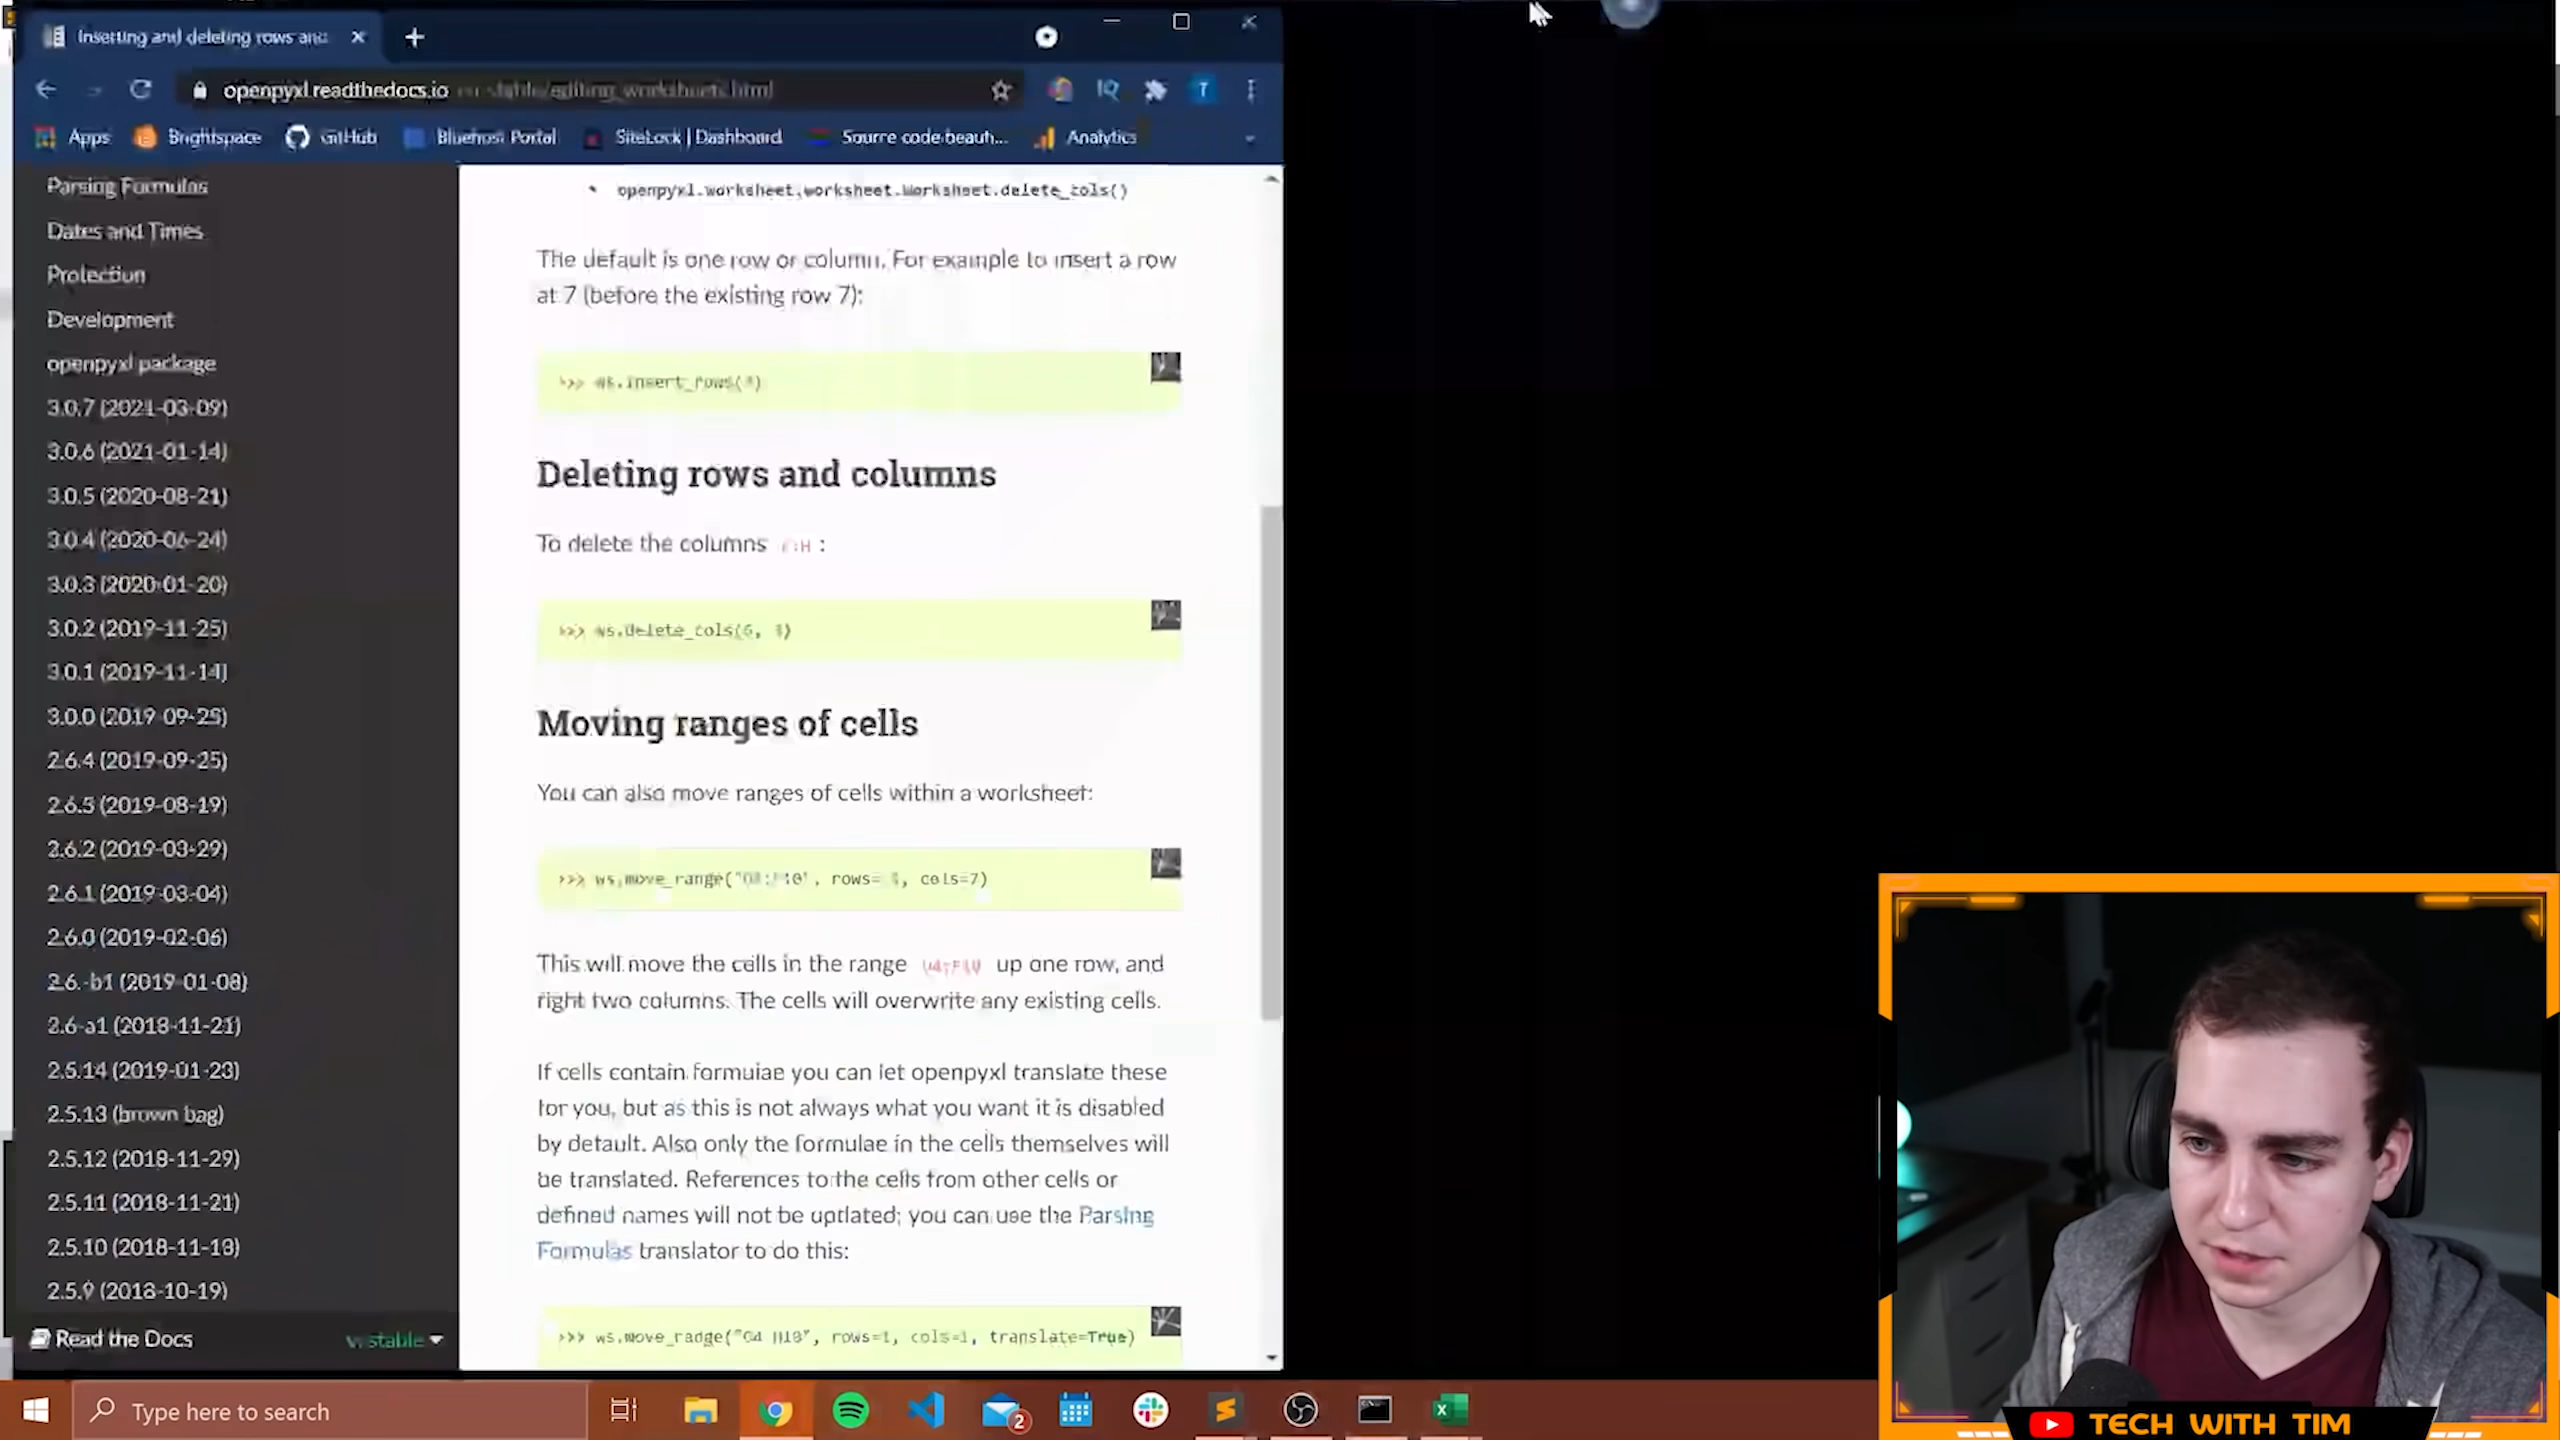 Inserting and deleting rows and
openpyxl.readthedocs.io stable/editing_worksheets.html
Apps
Brightspace
GitHub
Bluehost Portal
SiteLock | Dashboard
Source code beaut...
Analytics
T
Parsing Formulas
Dates and Times
Protection
Development
openpyxl package
3.0.7 (2021-03-09)
3.0.6 (2021-01-14)
3.0.5 (2020-08-21)
3.0.4 (2020-06-24)
3.0.3 (2020-01-20)
3.0.2 (2019-11-25)
3.0.1 (2019-11-14)
3.0.0 (2019-09-25)
2.6.4 (2019-09-25)
(2019-08-19)
2.6.2 (2019-03-29)
2.6.1 (2019-03-04)
2.6.0 (2019-02-06)
2.6.-b1 (2019-01-08)
2.6-a1 (2018-11-21)
2.5.14 (2019-01-23)
2.5.13 (brown bag)
2.5.12 (2018-11-29)
2.5.11 (2018-11-21)
2.5.10 (2018-11-13)
2.5.9 (2018-10-19)
Read the Docs
v: stable
openpyxl.worksheet.worksheet.Worksheet.delete_cols()
The default is one row or column. For example to insert a row
at 7 (before the existing row 7):
>>> ws.insert_rows(
Deleting rows and columns
To delete the columns :
>>> ws.delete_cols(6,
Moving ranges of cells
You can also move ranges of cells within a worksheet:
>>> ws.move_range( rows= , cols=7)
This will move the cells in the range up one row, and
right two columns. The cells will overwrite any existing cells.
If cells contain formulae you can let openpyxl translate these
for you, but as this is not always what you want it is disabled
by default. Also only the formulae in the cells themselves will
be translated. References to the cells from other cells or
defined names will not be updated; you can use the Parsing
Formulas translator to do this:
>>> rows=1, cols=1, translate=True)
Type here to search
2
TECH WITH TIM